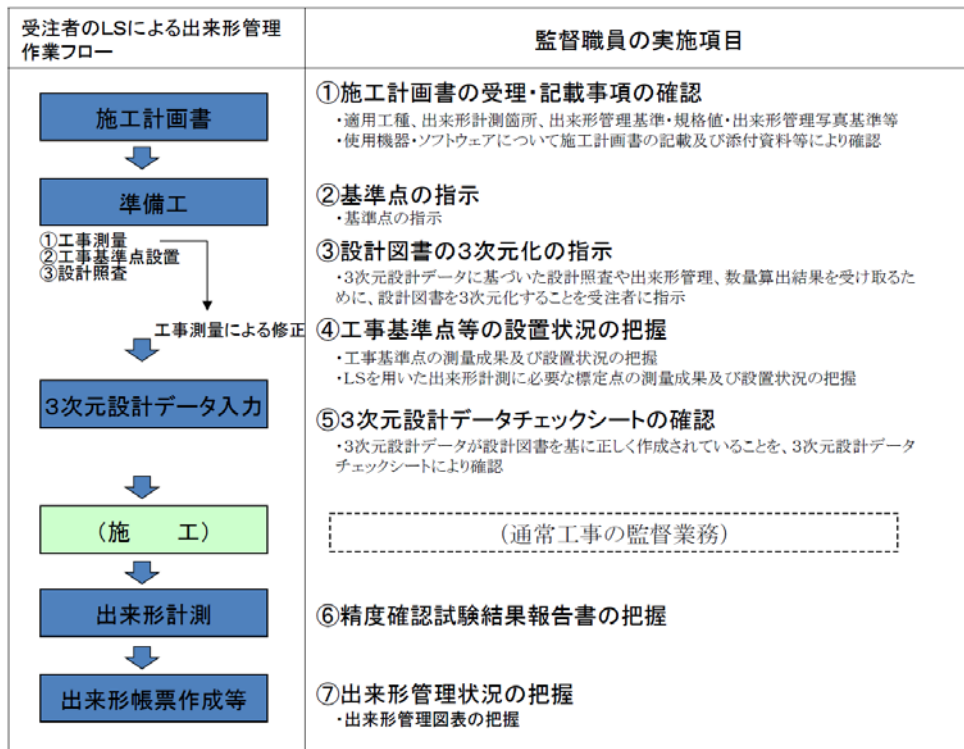 受注者のLSによる出来形管理
作業フロー
監督職員の実施項目
施工計画書
準備工
①工事測量
②工事基準点設置
③設計照査
工事測量による修正
3次元設計データ入力
(施 工)
出来形計測
出来形帳票作成等
①施工計画書の受理・記載事項の確認
・適用工種、出来形計測箇所、出来形管理基準・規格値・出来形管理写真基準等
・使用機器・ソフトウェアについて施工計画書の記載及び添付資料等により確認
②基準点の指示
・基準点の指示
③設計図書の3次元化の指示
・3次元設計データに基づいた設計照査や出来形管理、数量算出結果を受け取るた
めに、設計図書を3次元化することを受注者に指示
④工事基準点等の設置状況の把握
・工事基準点の測量成果及び設置状況の把握
・LSを用いた出来形計測に必要な標定点の測量成果及び設置状況の把握
⑤3次元設計データチェックシートの確認
・3次元設計データが設計図書を基に正しく作成されていることを、3次元設計データ
チェックシートにより確認
(通常工事の監督業務)
⑥精度確認試験結果報告書の把握
⑦出来形管理状況の把握
・出来形管理図表の把握